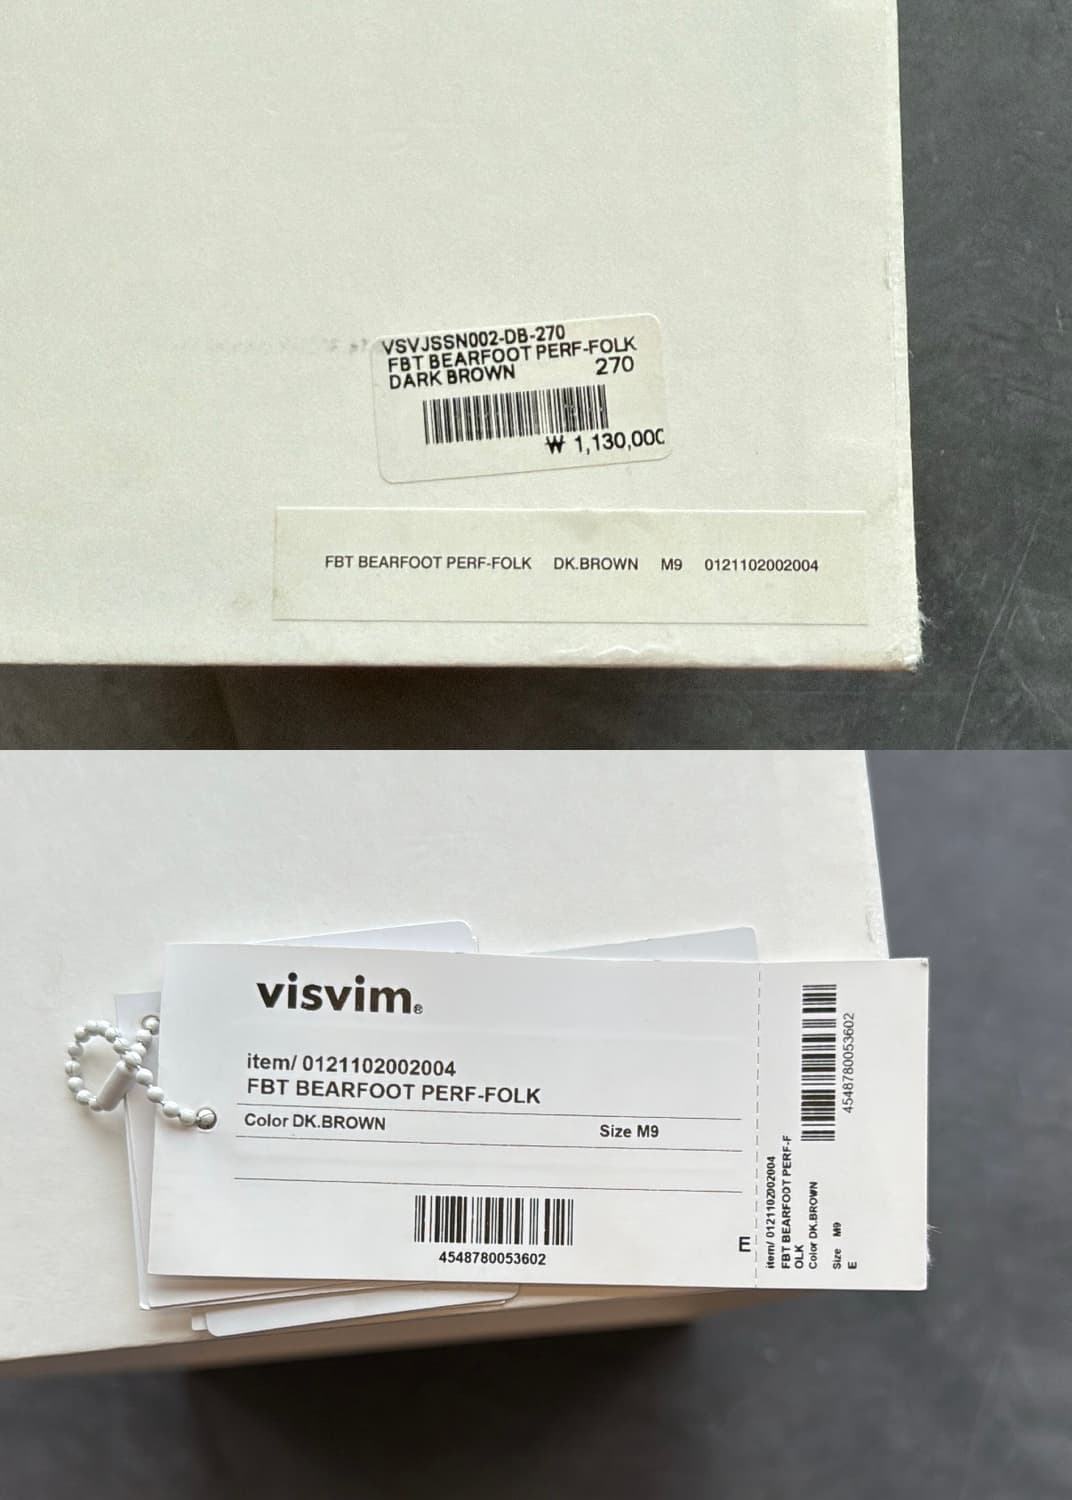 VSVJSSN002-DB-270
FBT BEARFOOT PERF-FOLK
DARK BROWN 270
₩ 1,130,000
FBT BEARFOOT PERF-FOLK DK.BROWN M9 0121102002004
visvim®
item/ 0121102002004
FBT BEARFOOT PERF-FOLK
Color DK.BROWN Size M9
4548780053602
E
item/ 0121102002004
FBT BEARFOOT PERF-F
OLK
Color DK.BROWN
Size M9
E
4548780053602